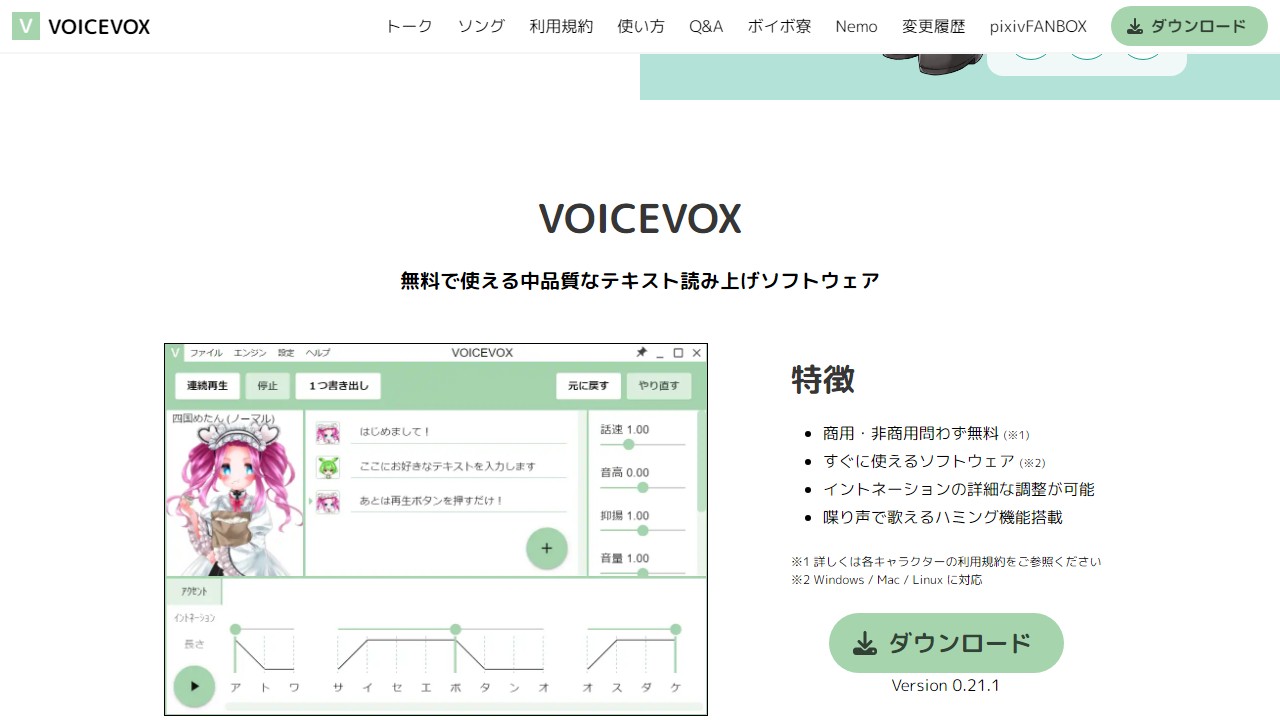 V VOICEVOX トーク ソング 利用規約 使い方 Q&A ボイボ寮 Nemo 変更履歴 pixivFANBOX ダウンロード
VOICEVOX
無料で使える中品質なテキスト読み上げソフトウェア
V ファイル エンジン 設定 ヘルプ VOICEVOX
連続再生 停止 1つ書き出し 元に戻す やり直す
四国めたん (ノーマル)
はじめまして！
ここにお好きなテキストを入力します
あとは再生ボタンを押すだけ！
話速 1.00
音高 0.00
抑揚 1.00
音量 1.00
アクセント
イントネーション
長さ
ア ト ワ サ イ セ エ ボ タ ン オ オ ス ダ ケ
特徴
商用・非商用問わず無料 (※1)
すぐに使えるソフトウェア (※2)
イントネーションの詳細な調整が可能
喋り声で歌えるハミング機能搭載
※1 詳しくは各キャラクターの利用規約をご参照ください
※2 Windows / Mac / Linux に対応
ダウンロード
Version 0.21.1